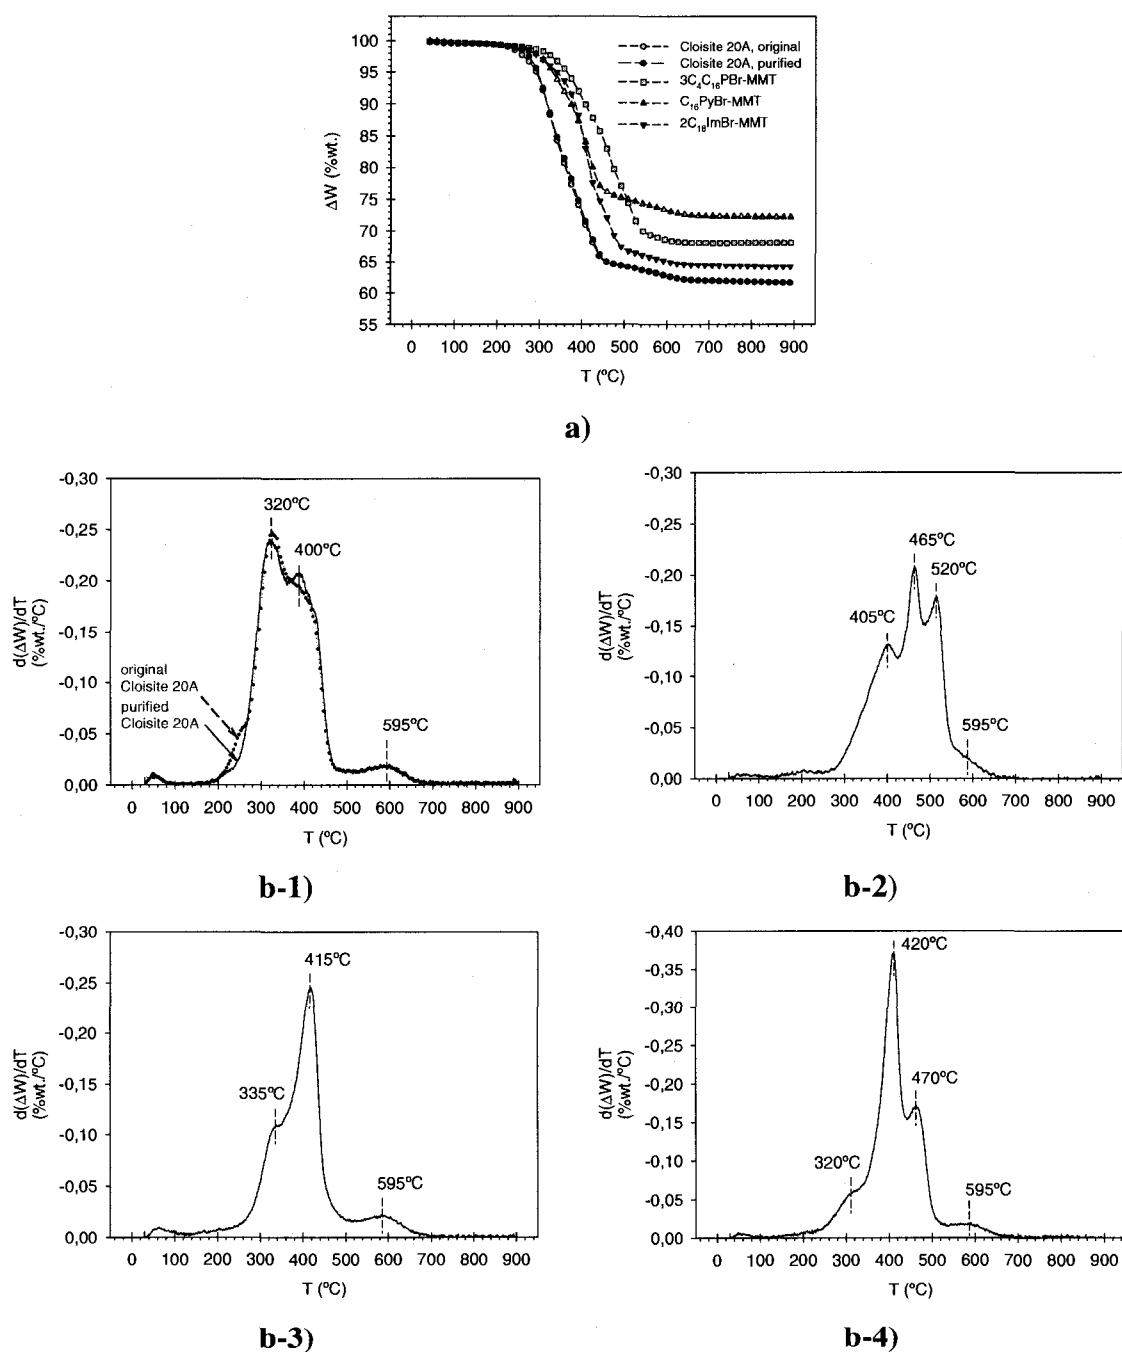 100
95
90
85
80
75
70
65
60
55
ΔW (%wt.)
Cloisite 20A, original
Cloisite 20A, purified
3C₄C₁₆PBr-MMT
C₁₆PyBr-MMT
2C₁₈ImBr-MMT
0 100 200 300 400 500 600 700 800 900
T (ºC)
a)
-0,30
-0,25
-0,20
-0,15
-0,10
-0,05
0,00
d(ΔW)/dT
(%wt./ºC)
320ºC
400ºC
original
Cloisite 20A
purified
Cloisite 20A
595ºC
0 100 200 300 400 500 600 700 800 900
T (ºC)
b-1)
-0,30
-0,25
-0,20
-0,15
-0,10
-0,05
0,00
d(ΔW)/dT
(%wt./ºC)
465ºC
520ºC
405ºC
595ºC
0 100 200 300 400 500 600 700 800 900
T (ºC)
b-2)
-0,30
-0,25
-0,20
-0,15
-0,10
-0,05
0,00
d(ΔW)/dT
(%wt./ºC)
415ºC
335ºC
595ºC
0 100 200 300 400 500 600 700 800 900
T (ºC)
b-3)
-0,40
-0,35
-0,30
-0,25
-0,20
-0,15
-0,10
-0,05
0,00
d(ΔW)/dT
(%wt./ºC)
420ºC
470ºC
320ºC
595ºC
0 100 200 300 400 500 600 700 800 900
T (ºC)
b-4)